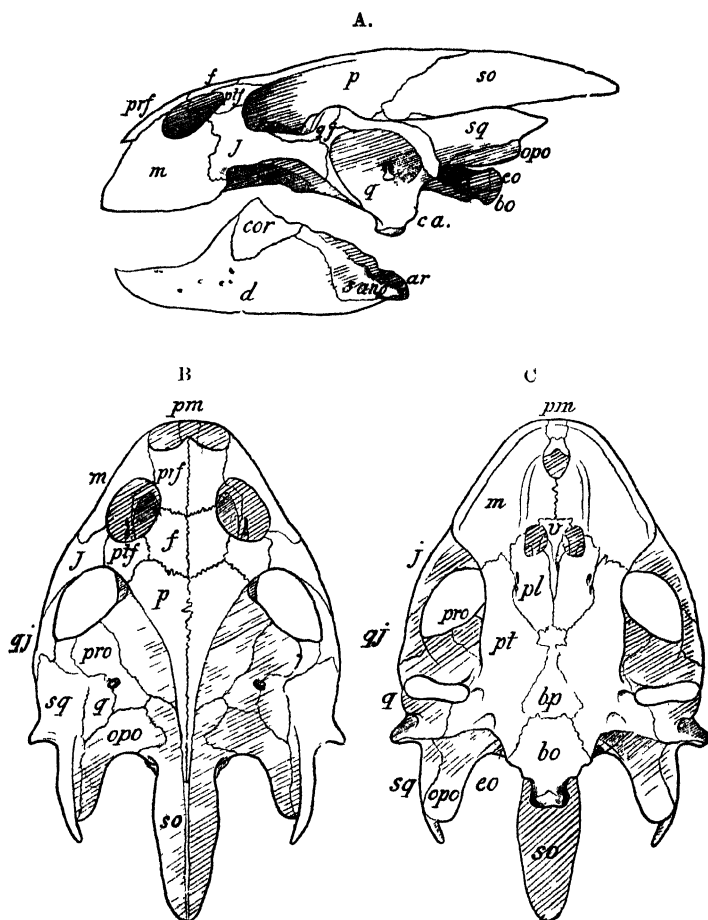 A.
f
p
so
prf
ptf
qj
sq
j
opo
m
eo
q
bo
ca.
cor
s ang
ar
d
B
C
pm
pm
prf
m
m
v
ptf
f
j
j
pl
p
pro
qj
qj
pro
pt
sq
q
q
bp
opo
bo
sq
opo
eo
so
so